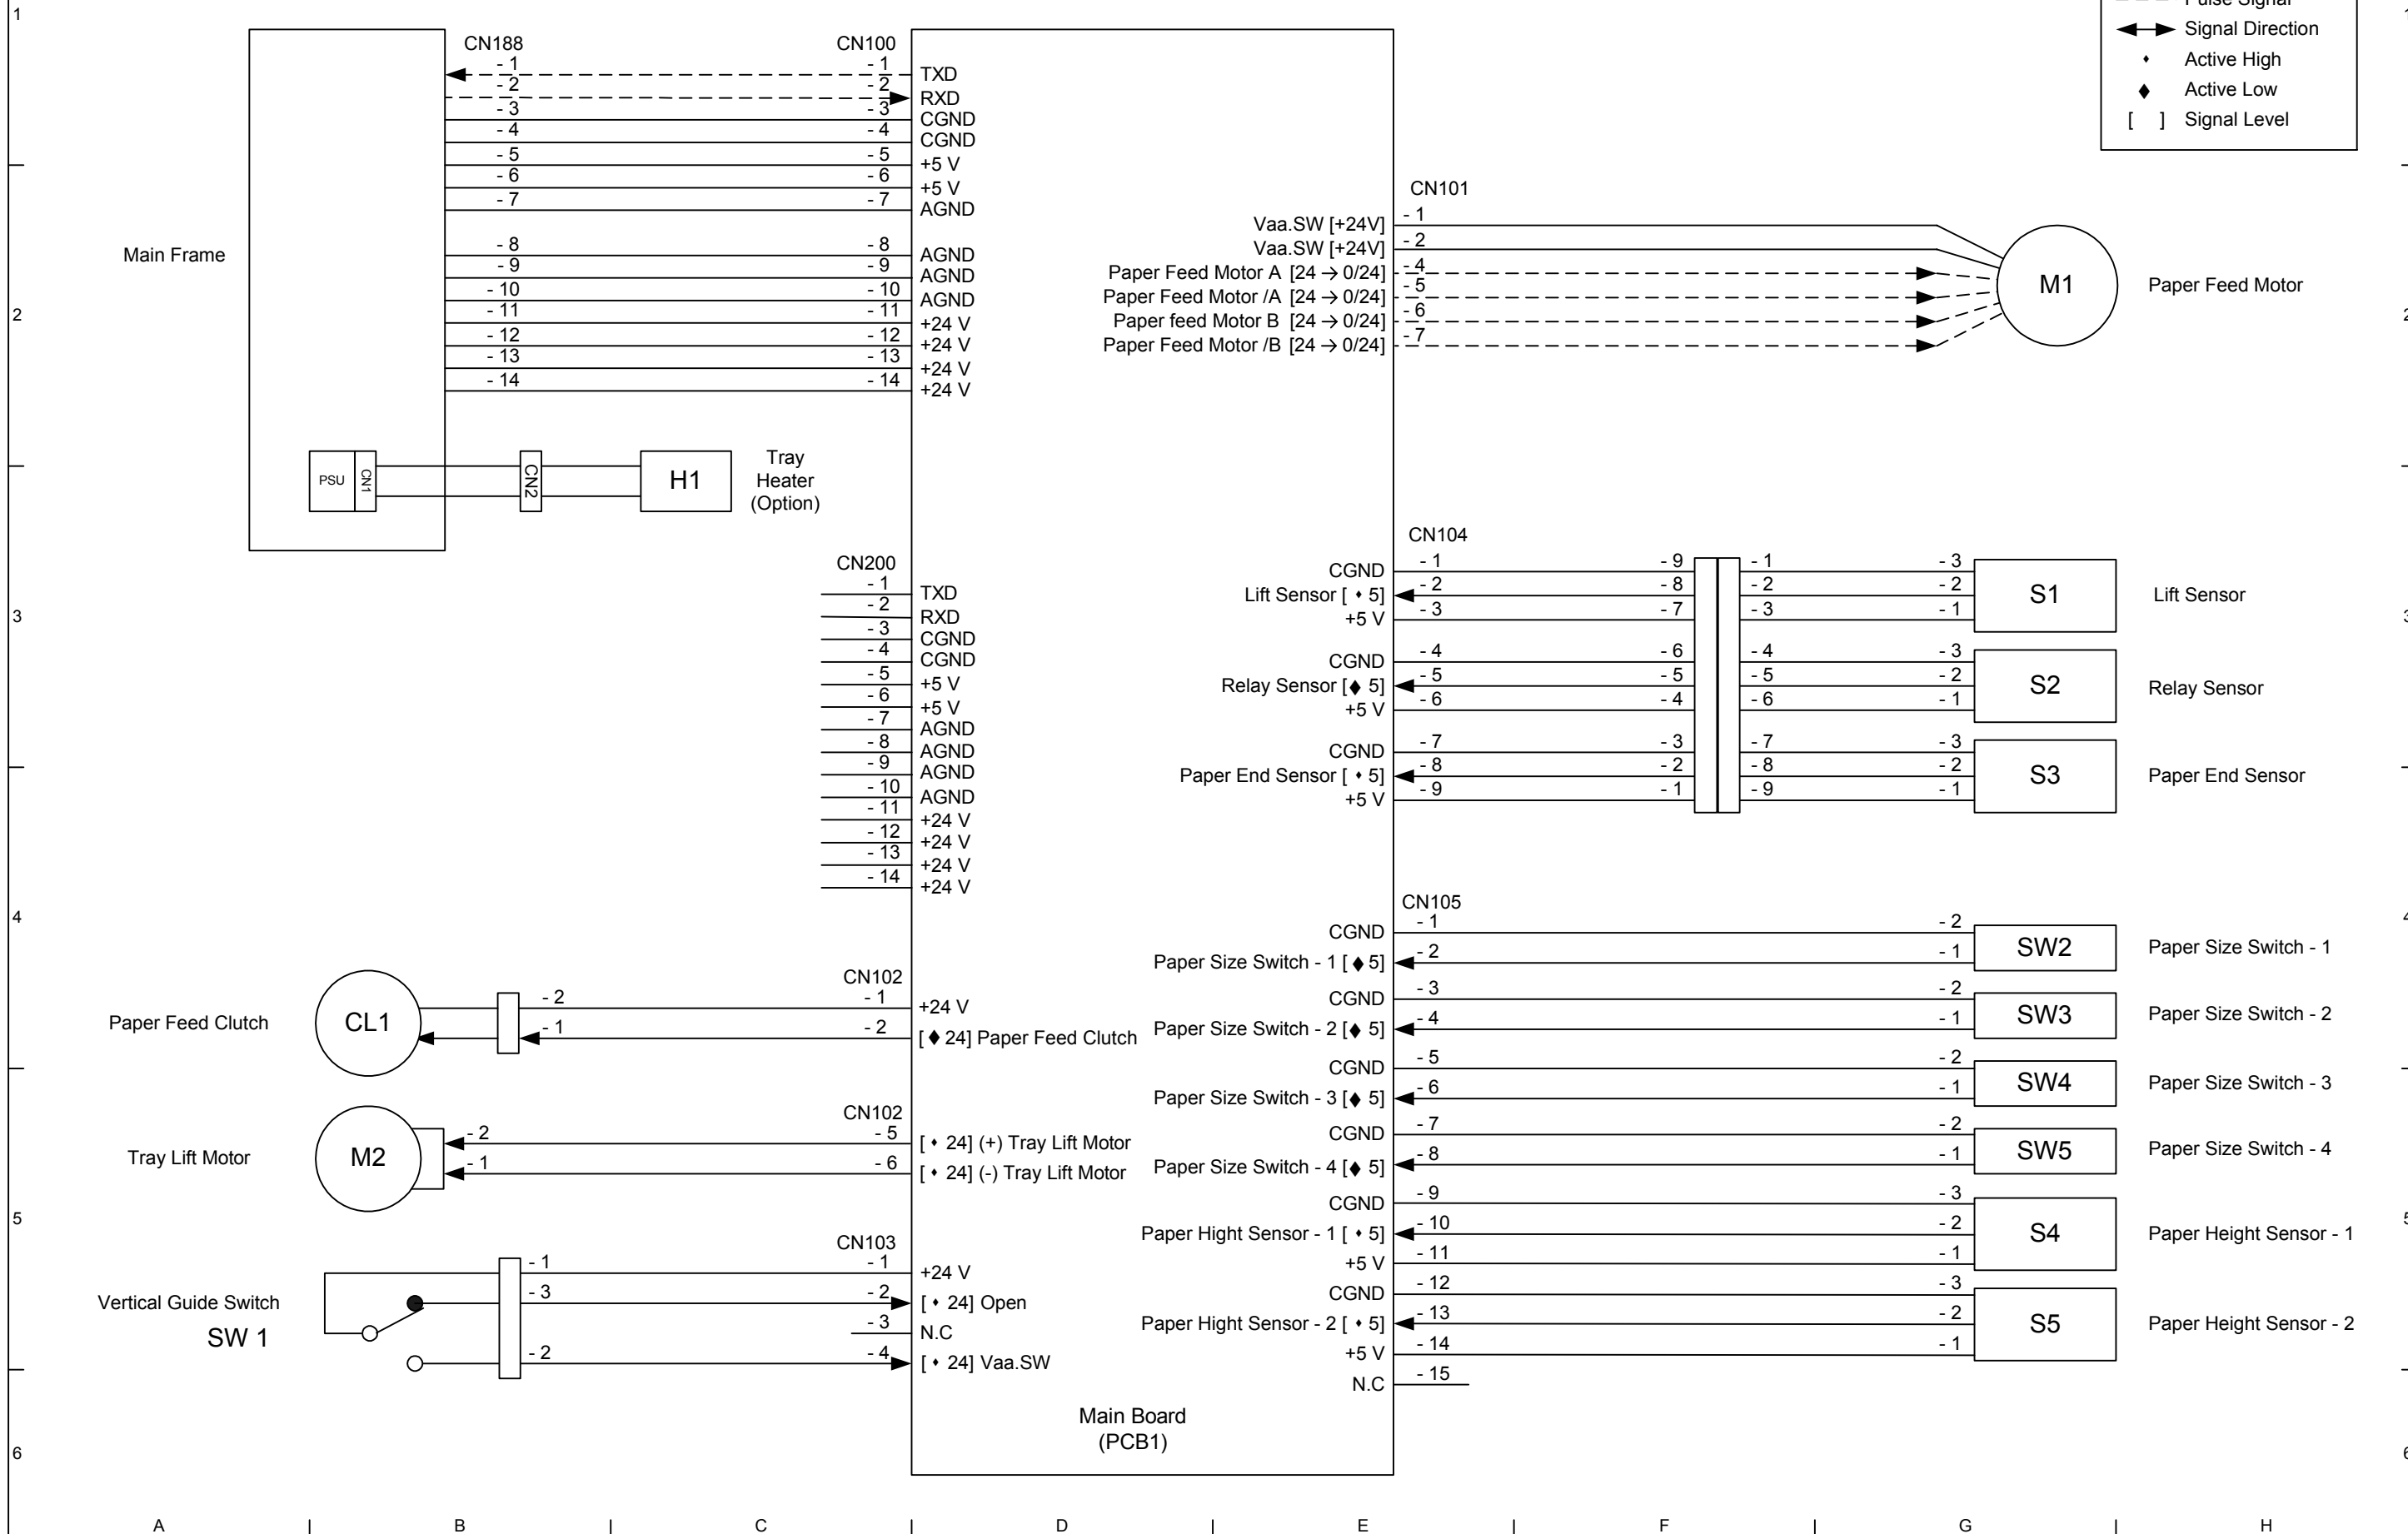 1
Pulse Signal
Signal Direction
Active High
Active Low
[ ] Signal Level
1
CN188
- 1
- 2
- 3
- 4
- 5
- 6
- 7
- 8
- 9
- 10
- 11
- 12
- 13
- 14
CN100
- 1 TXD
- 2 RXD
- 3 CGND
- 4 CGND
- 5 +5 V
- 6 +5 V
- 7 AGND
- 8 AGND
- 9 AGND
- 10 AGND
- 11 +24 V
- 12 +24 V
- 13 +24 V
- 14 +24 V
Main Frame
2
PSU
CN1
CN2
H1
Tray
Heater
(Option)
CN101
Vaa.SW [+24V] - 1
Vaa.SW [+24V] - 2
Paper Feed Motor A [24 → 0/24] - 4
Paper Feed Motor /A [24 → 0/24] - 5
Paper feed Motor B [24 → 0/24] - 6
Paper Feed Motor /B [24 → 0/24] - 7
M1
Paper Feed Motor
2
CN200
- 1 TXD
- 2 RXD
- 3 CGND
- 4 CGND
- 5 +5 V
- 6 +5 V
- 7 AGND
- 8 AGND
- 9 AGND
- 10 AGND
- 11 +24 V
- 12 +24 V
- 13 +24 V
- 14 +24 V
3
CN104
CGND - 1 - 9 - 1 - 3
Lift Sensor [ ⬩ 5] - 2 - 8 - 2 - 2
+5 V - 3 - 7 - 3 - 1
S1
Lift Sensor
CGND - 4 - 6 - 4 - 3
Relay Sensor [♦ 5] - 5 - 5 - 5 - 2
+5 V - 6 - 4 - 6 - 1
S2
Relay Sensor
CGND - 7 - 3 - 7 - 3
Paper End Sensor [ ⬩ 5] - 8 - 2 - 8 - 2
+5 V - 9 - 1 - 9 - 1
S3
Paper End Sensor
3
4
Paper Feed Clutch
CL1
CN102
- 2 - 1 +24 V
- 1 - 2 [ ♦ 24] Paper Feed Clutch
Tray Lift Motor
M2
CN102
- 2 - 5 [ ⬩ 24] (+) Tray Lift Motor
- 1 - 6 [ ⬩ 24] (-) Tray Lift Motor
5
Vertical Guide Switch
SW 1
CN103
- 1 - 1 +24 V
- 3 - 2 [ ⬩ 24] Open
- 3 N.C
- 2 - 4 [ ⬩ 24] Vaa.SW
CN105
CGND - 1 - 2
Paper Size Switch - 1 [ ♦ 5] - 2 - 1
SW2
Paper Size Switch - 1
4
CGND - 3 - 2
Paper Size Switch - 2 [♦ 5] - 4 - 1
SW3
Paper Size Switch - 2
CGND - 5 - 2
Paper Size Switch - 3 [♦ 5] - 6 - 1
SW4
Paper Size Switch - 3
CGND - 7 - 2
Paper Size Switch - 4 [♦ 5] - 8 - 1
SW5
Paper Size Switch - 4
CGND - 9 - 3
Paper Hight Sensor - 1 [ ⬩ 5] - 10 - 2
+5 V - 11 - 1
S4
Paper Height Sensor - 1
5
CGND - 12 - 3
Paper Hight Sensor - 2 [ ⬩ 5] - 13 - 2
+5 V - 14 - 1
S5
Paper Height Sensor - 2
N.C - 15
Main Board
(PCB1)
6
6
A B C D E F G H